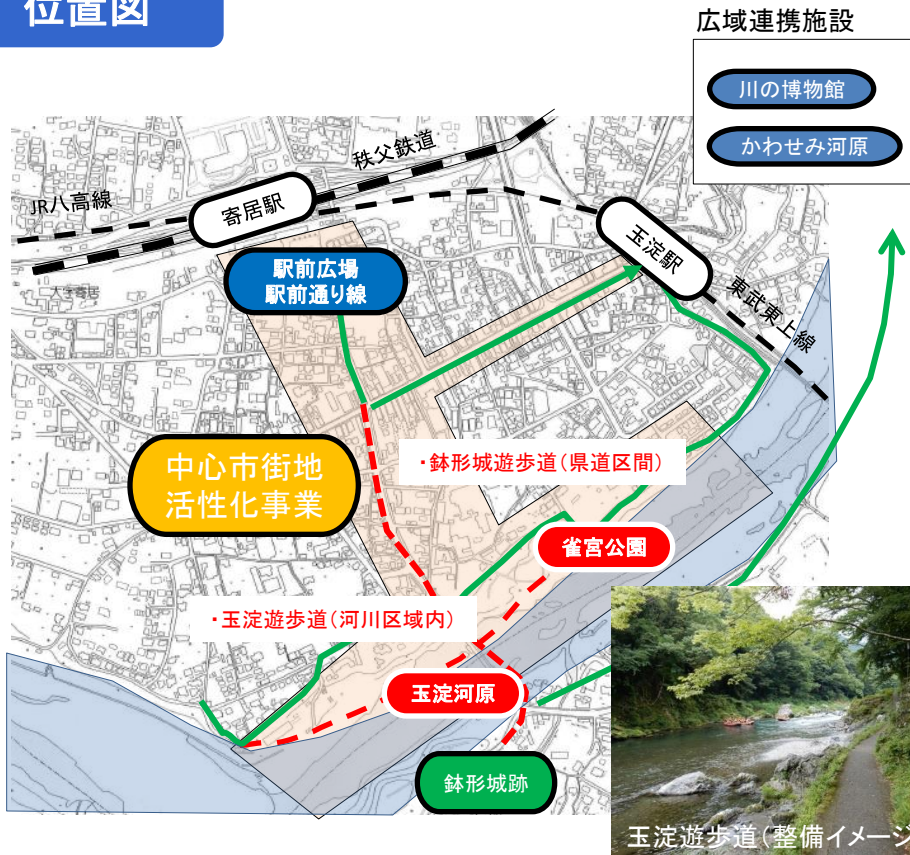 位置図
広域連携施設
川の博物館
かわせみ河原
秩父鉄道
JR八高線
寄居駅
玉淀駅
駅前広場
駅前通り線
大字寄居
東武東上線
中心市街地
活性化事業
・鉢形城遊歩道(県道区間)
雀宮公園
・玉淀遊歩道(河川区域内)
玉淀河原
鉢形城跡
玉淀遊歩道(整備イメージ